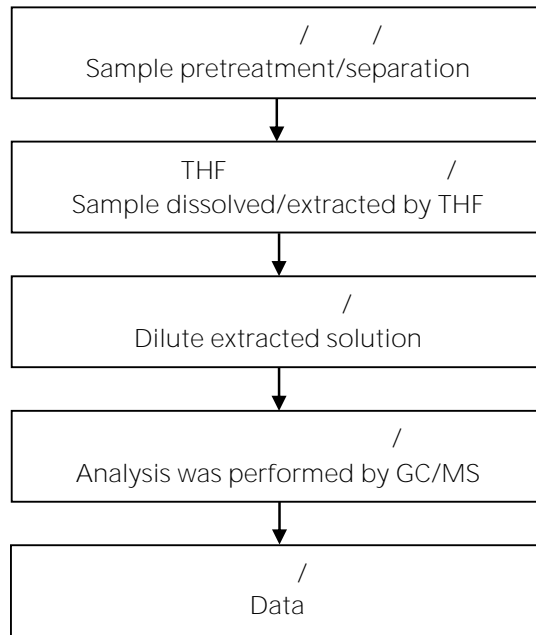 / /
Sample pretreatment/separation
THF /
Sample dissolved/extracted by THF
/
Dilute extracted solution
/
Analysis was performed by GC/MS
/
Data